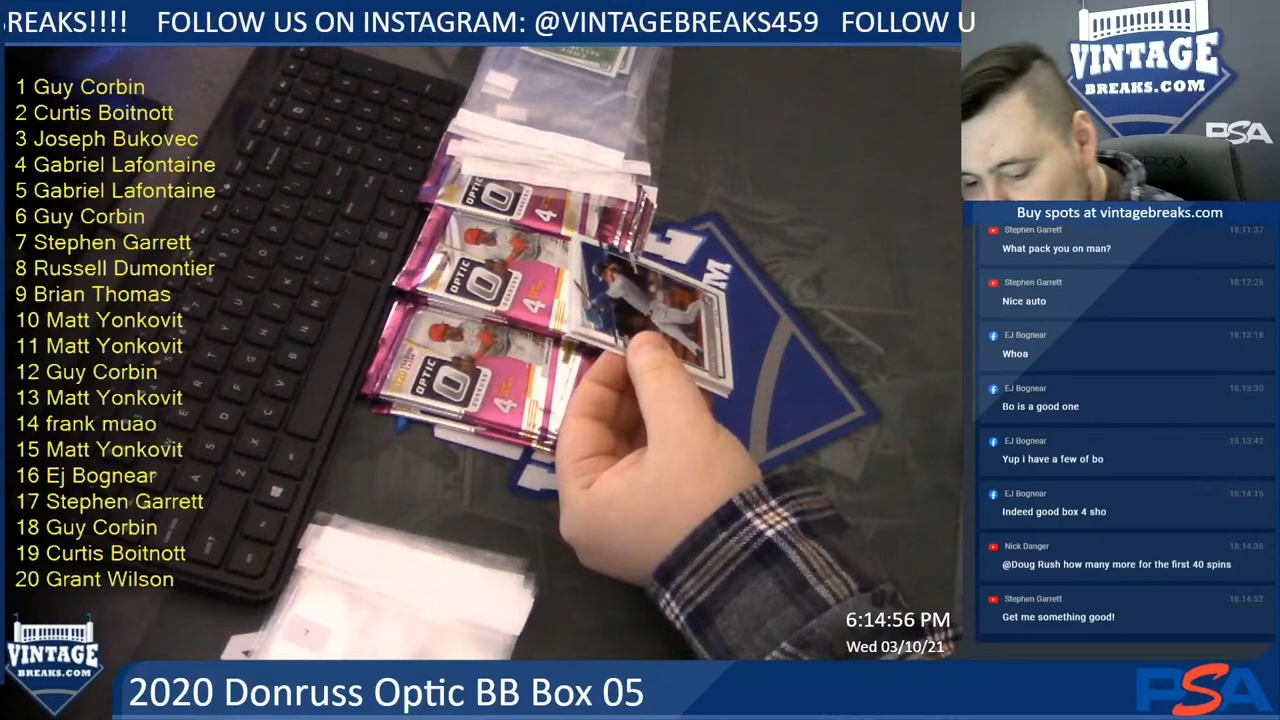 REAKS!!!! FOLLOW US ON INSTAGRAM: @VINTAGEBREAKS459 FOLLOW U
1 Guy Corbin
2 Curtis Boitnott
3 Joseph Bukovec
4 Gabriel Lafontaine
5 Gabriel Lafontaine
6 Guy Corbin
7 Stephen Garrett
8 Russell Dumontier
9 Brian Thomas
10 Matt Yonkovit
11 Matt Yonkovit
12 Guy Corbin
13 Matt Yonkovit
14 frank muao
15 Matt Yonkovit
16 Ej Bognear
17 Stephen Garrett
18 Guy Corbin
19 Curtis Boitnott
20 Grant Wilson
OPTIC
4
OPTIC
4
OPTIC
4
VINTAGE
BREAKS.COM
PSA
Buy spots at vintagebreaks.com
Stephen Garrett 18:11:37
What pack you on man?
Stephen Garrett 18:12:26
Nice auto
EJ Bognear 18:13:18
Whoa
EJ Bognear 18:13:30
Bo is a good one
EJ Bognear 18:13:42
Yup i have a few of bo
EJ Bognear 18:14:15
Indeed good box 4 sho
Nick Danger 18:14:36
@Doug Rush how many more for the first 40 spins
Stephen Garrett 18:14:52
Get me something good!
6:14:56 PM
Wed 03/10/21
VINTAGE
BREAKS.COM
2020 Donruss Optic BB Box 05
PSA